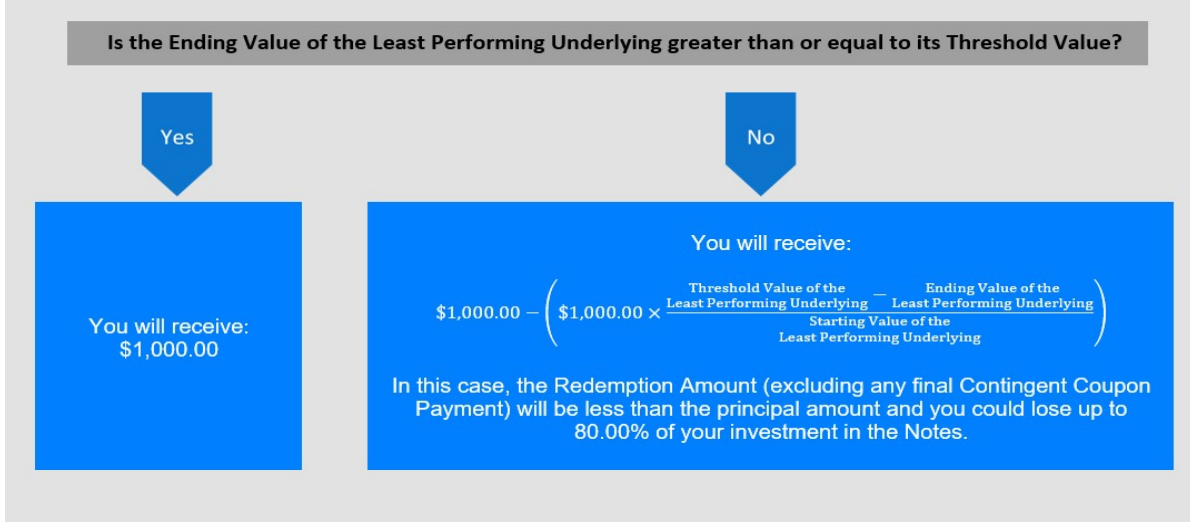 Is the Ending Value of the Least Performing Underlying greater than or equal to its Threshold Value?
Yes
No
You will receive:
$1,000.00
You will receive:
$1,000.00 − ($1,000.00 × (Threshold Value of the Least Performing Underlying − Ending Value of the Least Performing Underlying) / Starting Value of the Least Performing Underlying)
In this case, the Redemption Amount (excluding any final Contingent Coupon
Payment) will be less than the principal amount and you could lose up to
80.00% of your investment in the Notes.